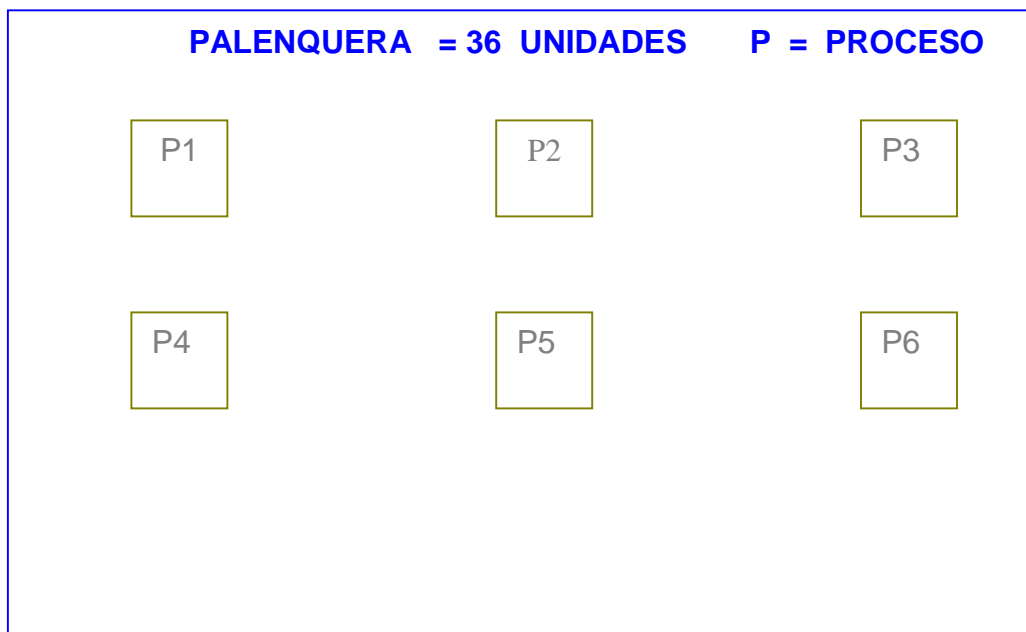 PALENQUERA = 36 UNIDADES P = PROCESO
P1 P2 P3
P4 P5 P6